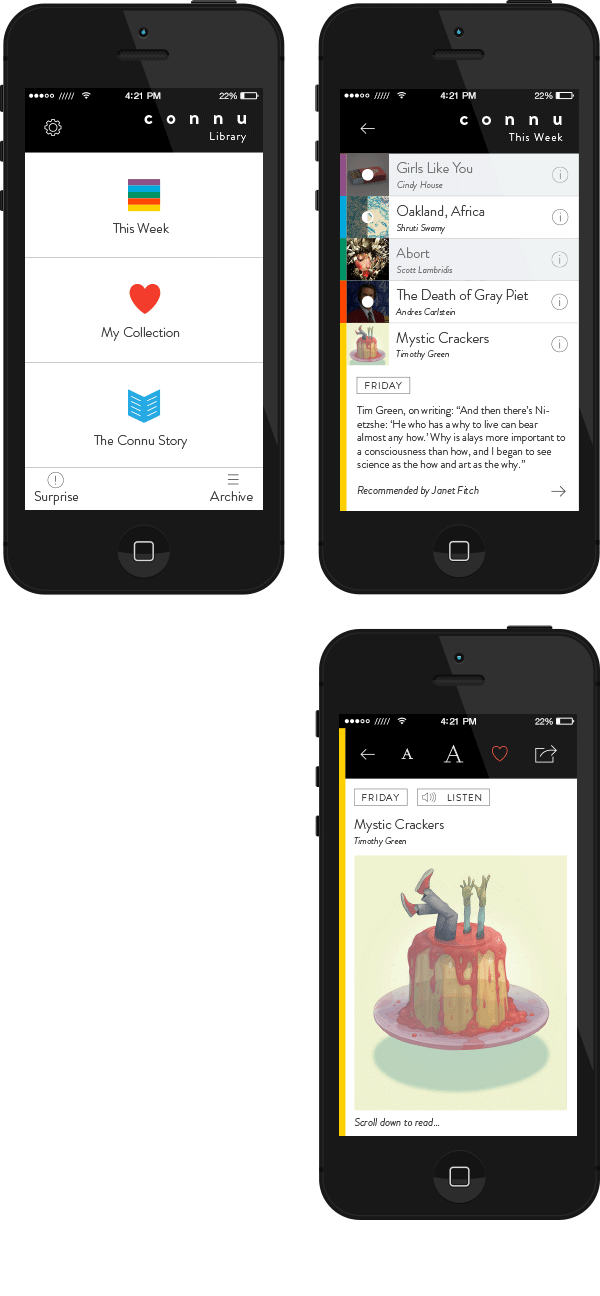 4:21 PM 22%
connu
Library
This Week
My Collection
The Connu Story
Surprise Archive
4:21 PM 22%
connu
This Week
Girls Like You
Cindy House
Oakland, Africa
Shruti Swamy
Abort
Scott Lambridis
The Death of Gray Piet
Andres Carlstein
Mystic Crackers
Timothy Green
FRIDAY
Tim Green, on writing: “And then there’s Ni-
etzshe: ‘He who has a why to live can bear
almost any how.’ Why is alays more important to
a consciousness than how, and I began to see
science as the how and art as the why.”
Recommended by Janet Fitch
4:21 PM 22%
A A
FRIDAY LISTEN
Mystic Crackers
Timothy Green
Scroll down to read...